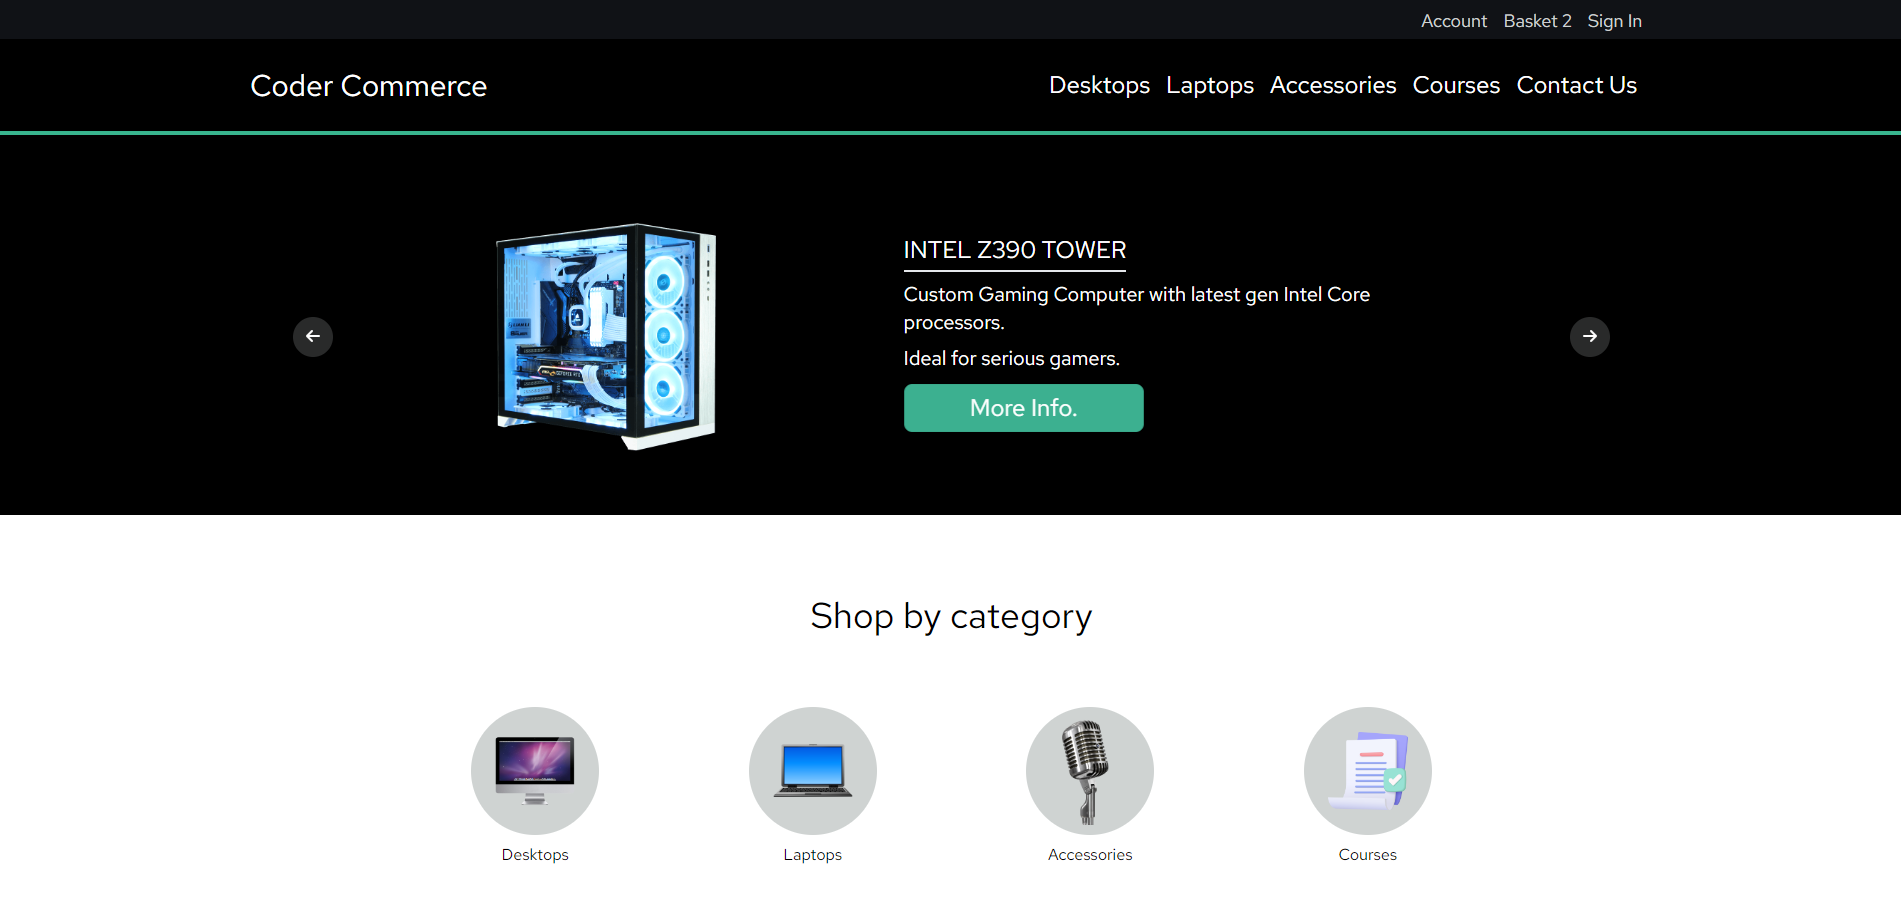 Account Basket 2 Sign In
Coder Commerce
Desktops Laptops Accessories Courses Contact Us
INTEL Z390 TOWER
Custom Gaming Computer with latest gen Intel Core
processors.
Ideal for serious gamers.
More Info.
Shop by category
Desktops
Laptops
Accessories
Courses